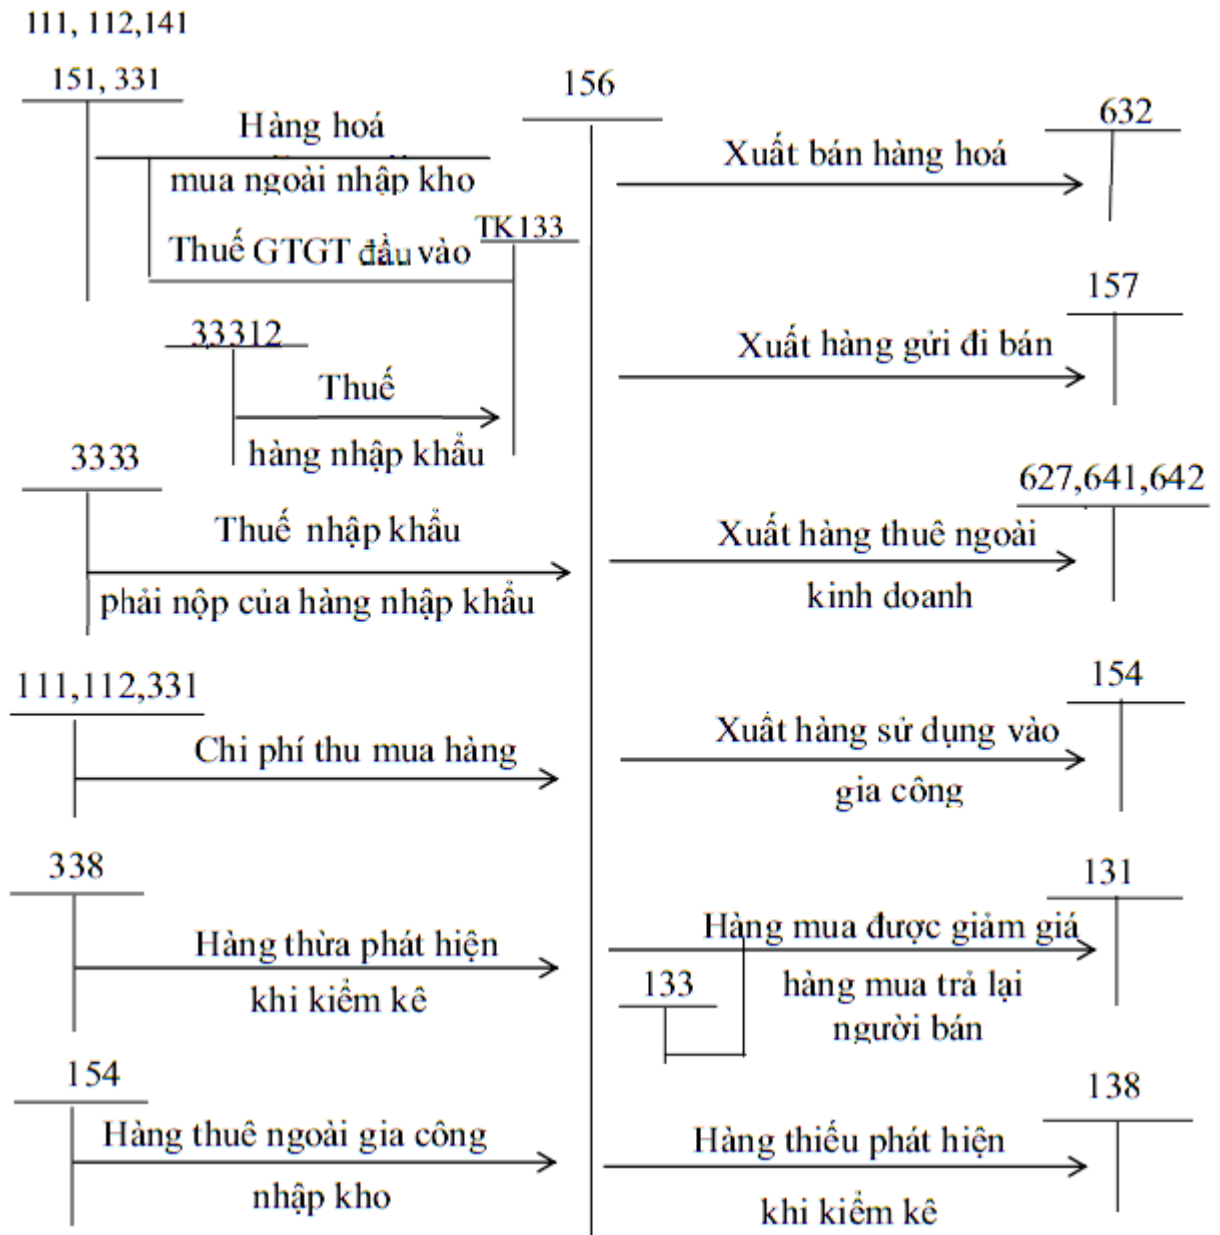 111, 112,141
151, 331
Hàng hoá
mua ngoài nhập kho
TK133
Thuế GTGT đầu vào
33312
Thuế
hàng nhập khẩu
3333
Thuế nhập khẩu
phải nộp của hàng nhập khẩu
111,112,331
Chi phí thu mua hàng
338
Hàng thừa phát hiện
khi kiểm kê
154
Hàng thuê ngoài gia công
nhập kho
156
632
Xuất bán hàng hoá
157
Xuất hàng gửi đi bán
627,641,642
Xuất hàng thuê ngoài
kinh doanh
154
Xuất hàng sử dụng vào
gia công
131
Hàng mua được giảm giá
133
hàng mua trả lại
người bán
138
Hàng thiếu phát hiện
khi kiểm kê